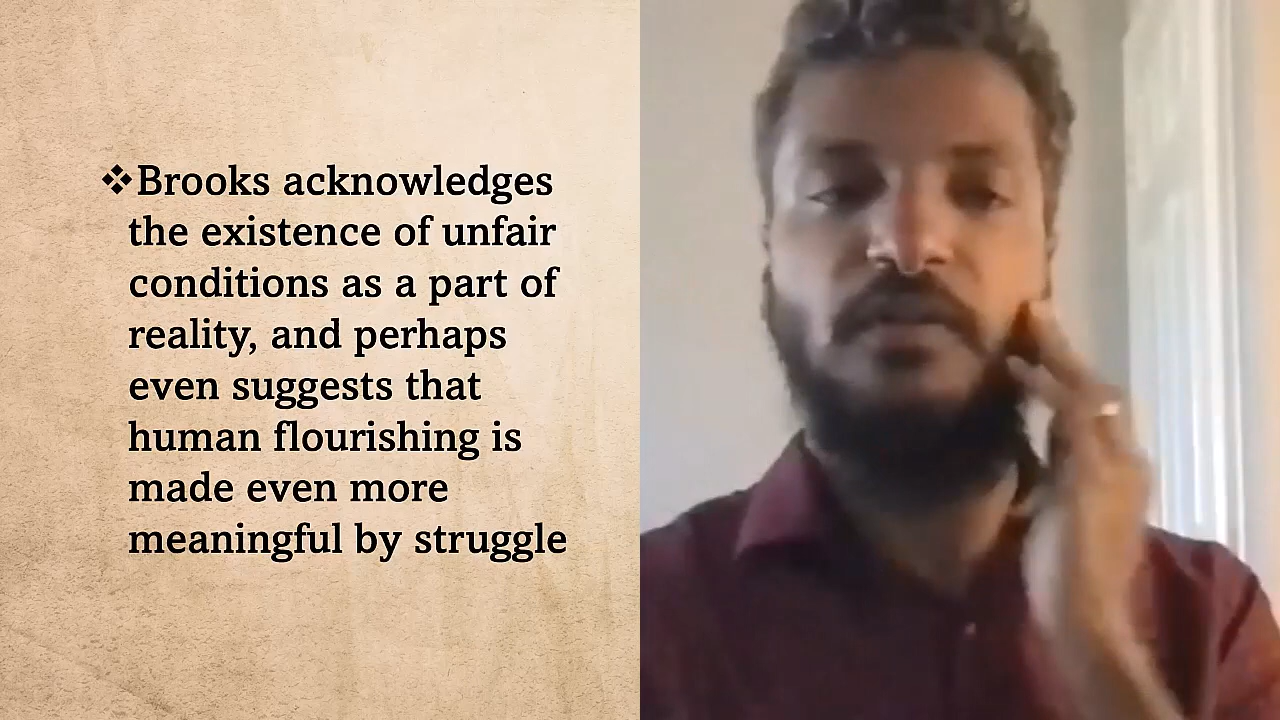 ❖Brooks acknowledges
the existence of unfair
conditions as a part of
reality, and perhaps
even suggests that
human flourishing is
made even more
meaningful by struggle